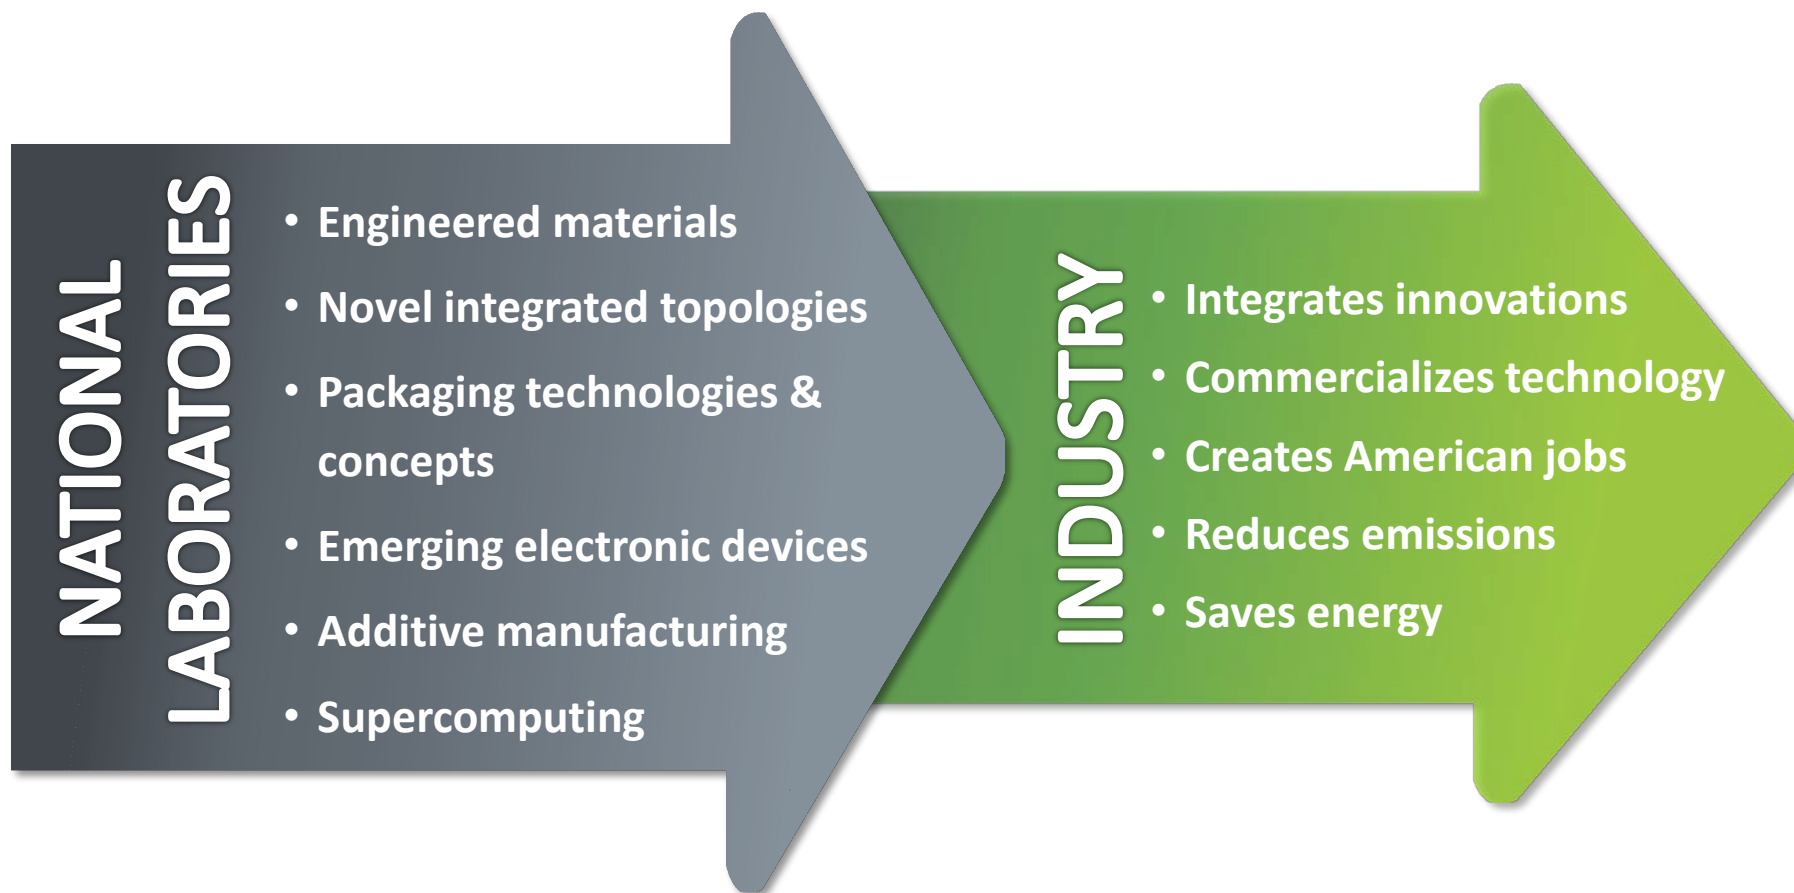 NATIONAL
LABORATORIES
• Engineered materials
• Novel integrated topologies
• Packaging technologies &
concepts
• Emerging electronic devices
• Additive manufacturing
• Supercomputing
INDUSTRY
• Integrates innovations
• Commercializes technology
• Creates American jobs
• Reduces emissions
• Saves energy